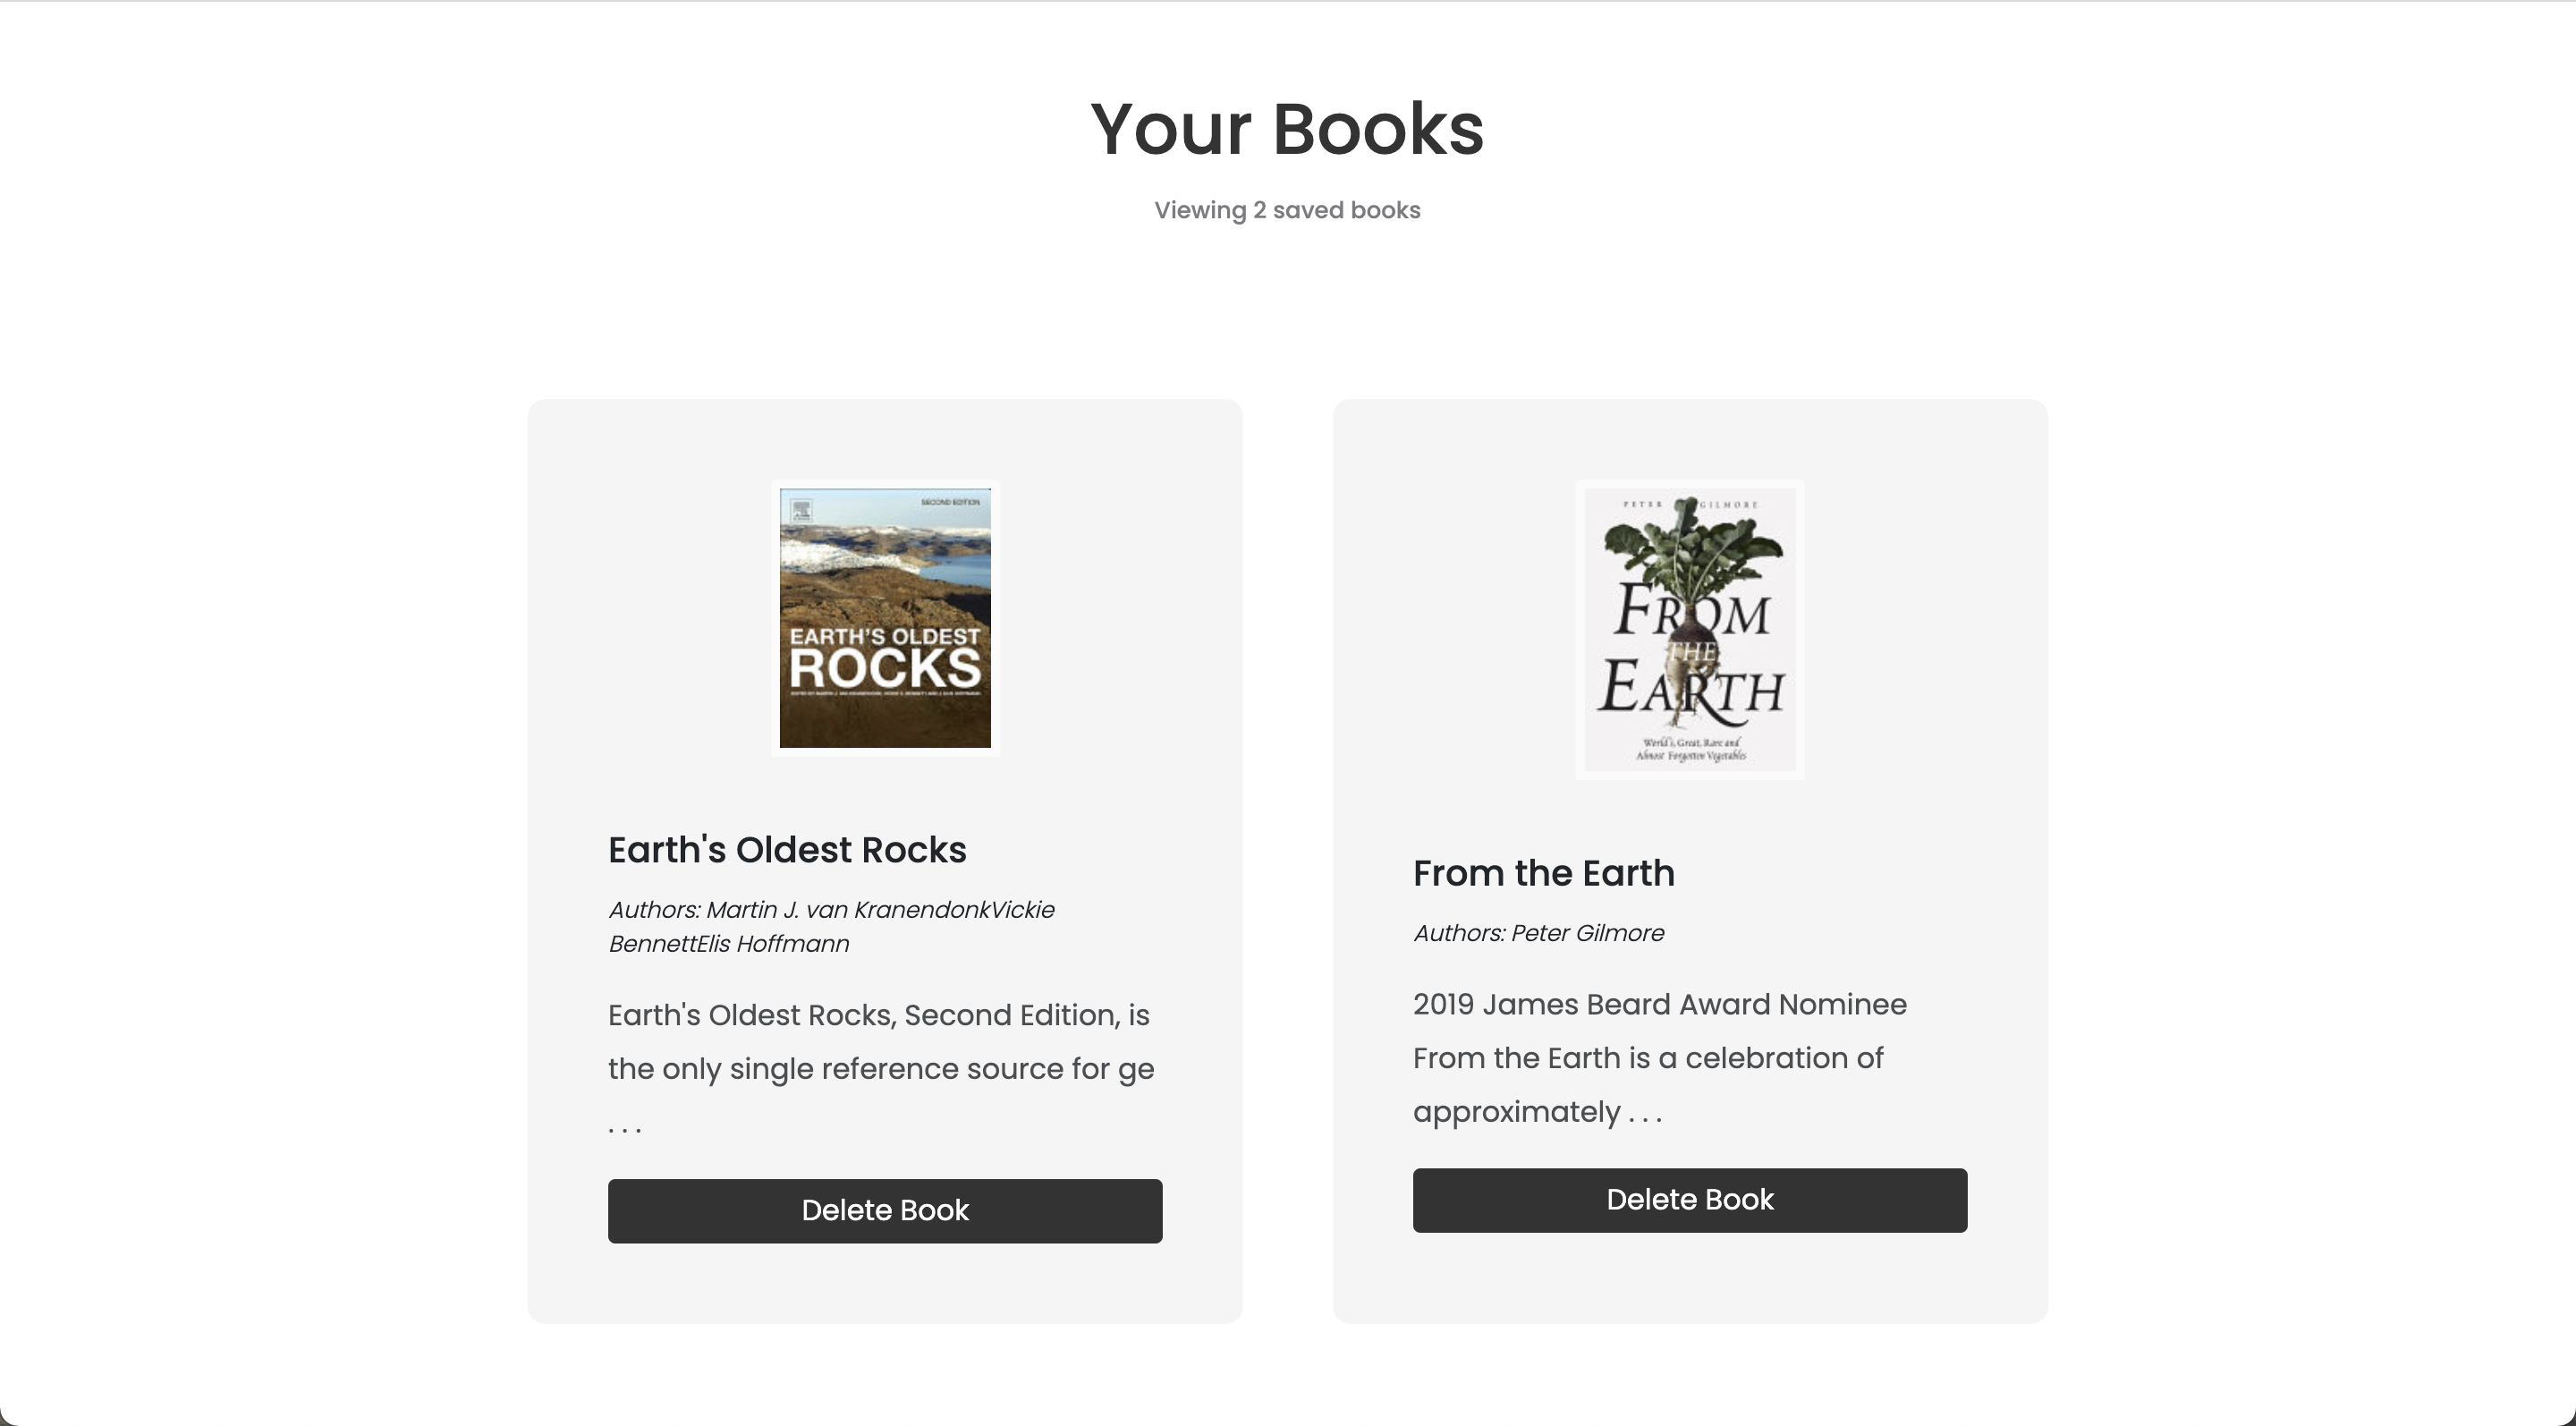 Your Books
Viewing 2 saved books
SECOND EDITION
EARTH'S OLDEST
ROCKS
Earth's Oldest Rocks
Authors: Martin J. van KranendonkVickie
BennettElis Hoffmann
Earth's Oldest Rocks, Second Edition, is
the only single reference source for ge
. . .
Delete Book
PETER GILMORE
FROM
THE
EARTH
World's, Great, Rare and
Almost Forgotten Vegetables
From the Earth
Authors: Peter Gilmore
2019 James Beard Award Nominee
From the Earth is a celebration of
approximately . . .
Delete Book